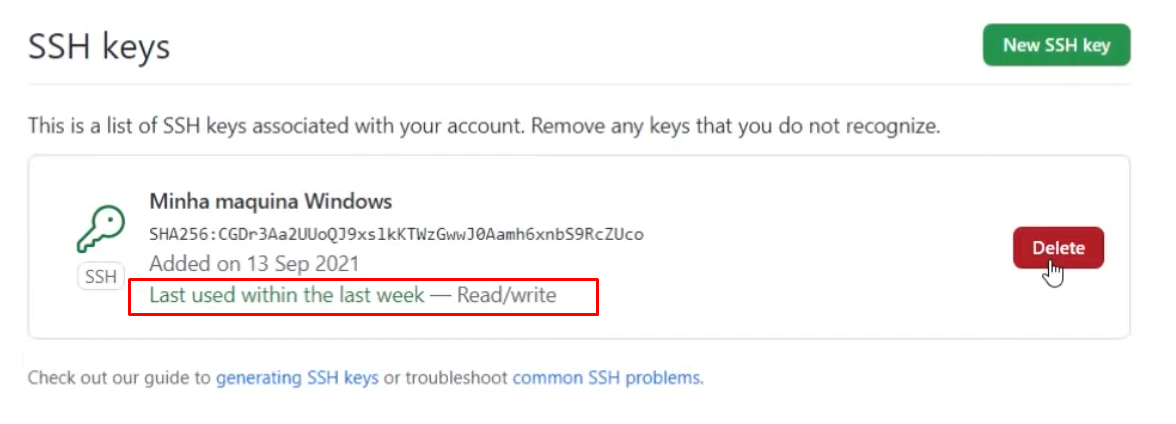 SSH keys
New SSH key
This is a list of SSH keys associated with your account. Remove any keys that you do not recognize.
Minha maquina Windows
SHA256:CGDr3Aa2UUoQJ9xs1kKTWzGwwJ0Aamh6xnbS9RcZUco
Added on 13 Sep 2021
SSH
Last used within the last week — Read/write
Delete
Check out our guide to generating SSH keys or troubleshoot common SSH problems.